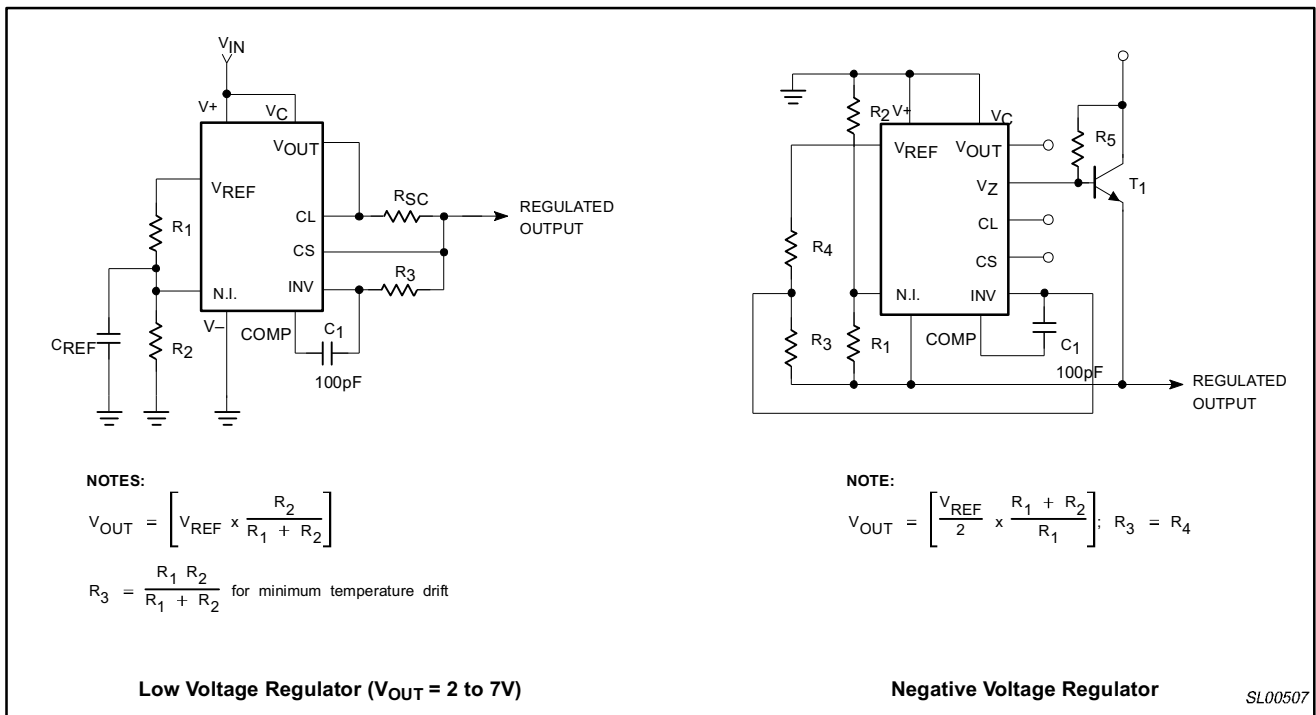 VIN
V+
VC
VOUT
VREF
RSC
CL
REGULATED
OUTPUT
R1
CS
R3
INV
N.I.
V–
COMP
C1
CREF
R2
100pF
NOTES:
VOUT = [VREF x R2 / (R1 + R2)]
R3 = R1 R2 / (R1 + R2) for minimum temperature drift
Low Voltage Regulator (VOUT = 2 to 7V)
R2
V+
VC
R5
VREF
VOUT
VZ
T1
CL
R4
CS
N.I.
INV
R3
R1
COMP
C1
100pF
REGULATED
OUTPUT
NOTE:
VOUT = [VREF / 2 x (R1 + R2) / R1]; R3 = R4
Negative Voltage Regulator
SL00507